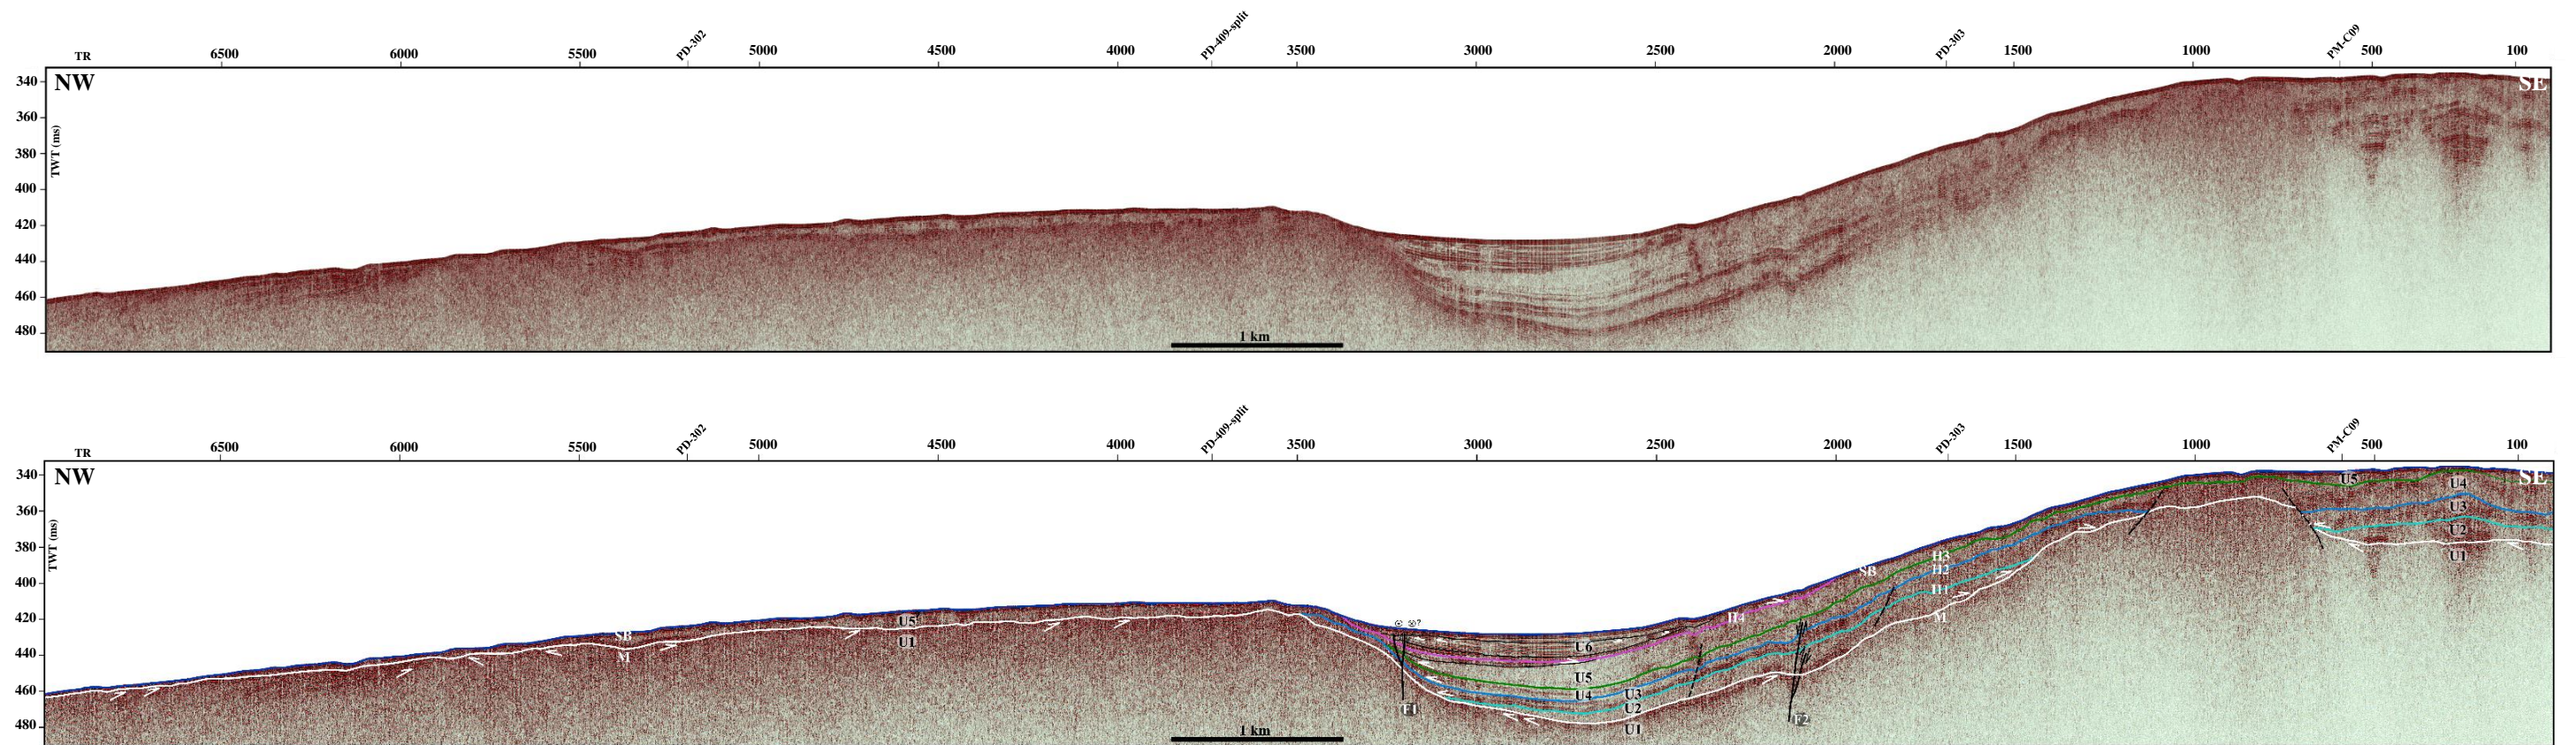 TR 6500 6000 5500 PD-302 5000 4500 4000 PD-409-split 3500 3000 2500 2000 PD-303 1500 1000 PM-C09 500 100
340
NW
SE
360
TWT (ms)
380
400
420
440
460
480
1 km
TR 6500 6000 5500 PD-302 5000 4500 4000 PD-409-split 3500 3000 2500 2000 PD-303 1500 1000 PM-C09 500 100
340
NW
SE
U5 U4
360
U3
TWT (ms)
U2
380
U1
H3
SB H2
400
H1
H4 M
420
U5
?
SB U1
440
M
U6
460
U5
U4 U3
F1 U2
F2
480
U1
1 km